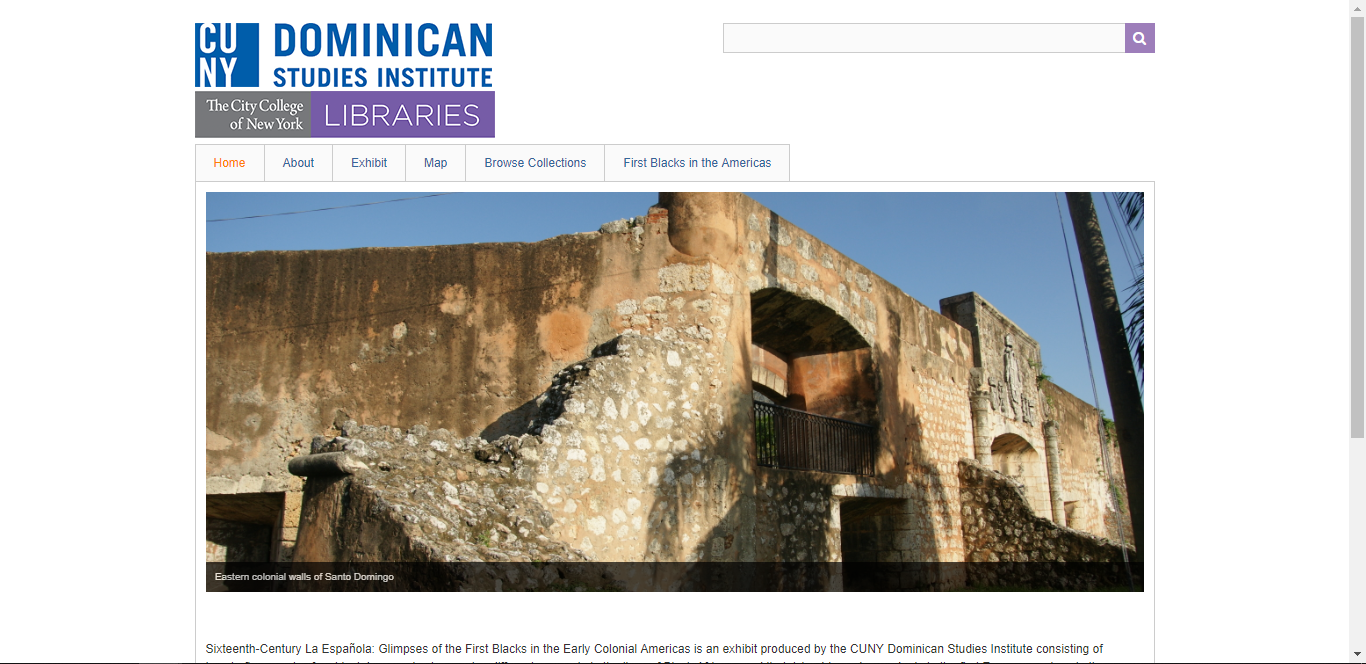 CU
NY
DOMINICAN
STUDIES INSTITUTE
The City College
of New York
LIBRARIES
Home
About
Exhibit
Map
Browse Collections
First Blacks in the Americas
Eastern colonial walls of Santo Domingo
Sixteenth-Century La Española: Glimpses of the First Blacks in the Early Colonial Americas is an exhibit produced by the CUNY Dominican Studies Institute consisting of